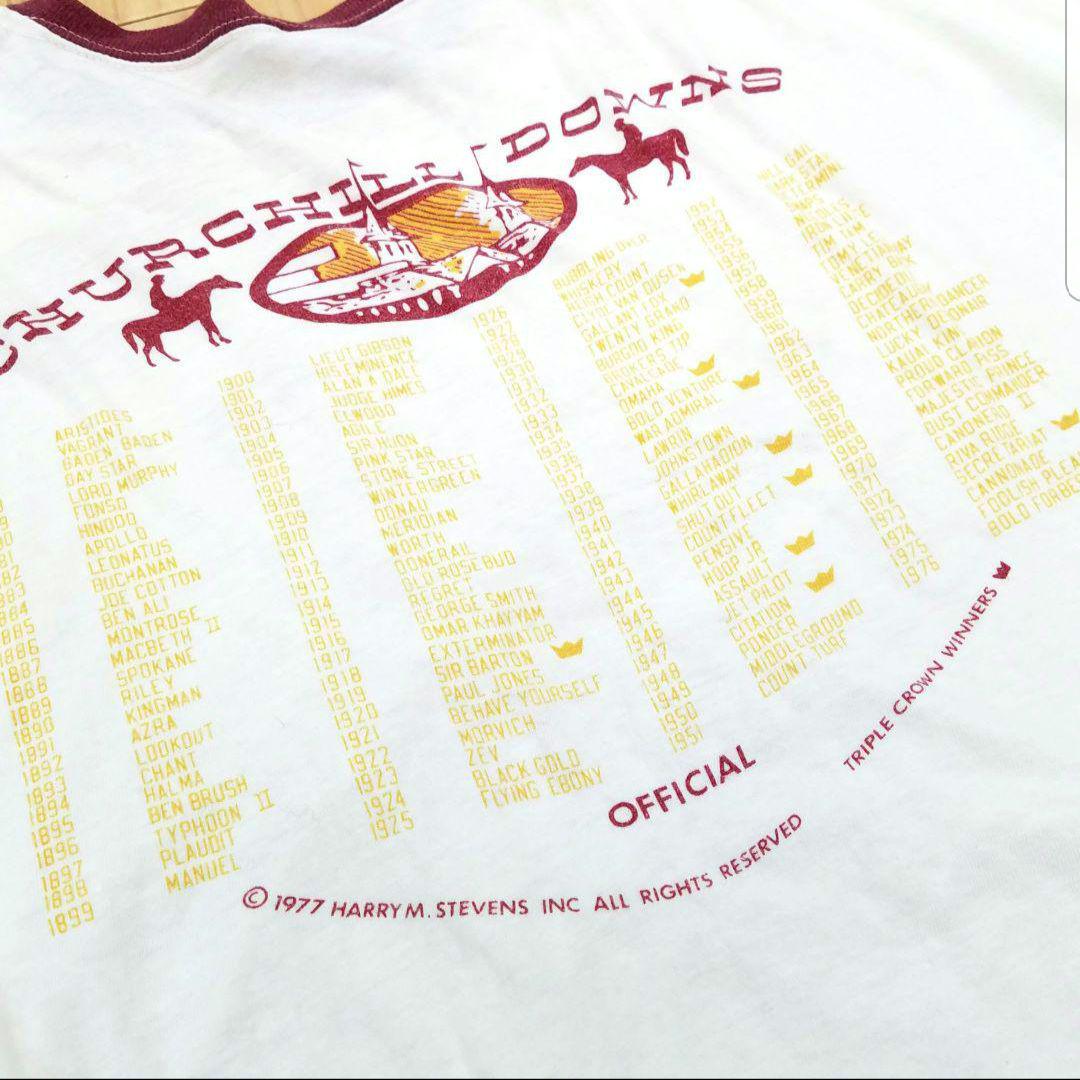 CHURCHILL DOWNS
ARISTIDES
VAGRANT
BADEN BADEN
DAY STAR
LORD MURPHY
FONSO
HINDOO
APOLLO
LEONATUS
BUCHANAN
JOE COTTON
BEN ALI
MONTROSE
MACBETH II
SPOKANE
RILEY
KINGMAN
AZRA
LOOKOUT
CHANT
HALMA
BEN BRUSH
TYPHOON II
PLAUDIT
MANUEL
1886
1887
1888
1889
1890
1891
1892
1893
1894
1895
1896
1897
1898
1899
1900
1901
1902
1903
1904
1905
1906
1907
1908
1909
1910
1911
1912
1913
1914
1915
1916
1917
1918
1919
1920
1921
1922
1923
1924
1925
LIEUT. GIBSON
HIS EMINENCE
ALAN A DALE
JUDGE HIMES
ELWOOD
AGILE
SIR HUON
PINK STAR
STONE STREET
WINTERGREEN
DONAU
MERIDIAN
WORTH
DONERAIL
OLD ROSEBUD
REGRET
GEORGE SMITH
OMAR KHAYYAM
EXTERMINATOR
SIR BARTON
PAUL JONES
BEHAVE YOURSELF
MORVICH
ZEV
BLACK GOLD
FLYING EBONY
1926
1927
1928
1929
1930
1931
1932
1933
1934
1935
1936
1937
1938
1939
1940
1941
1942
1943
1944
1945
1946
1947
1948
1949
1950
1951
BUBBLING OVER
WHISKERY
REIGH COUNT
CLYDE VAN DUSEN
GALLANT FOX
TWENTY GRAND
BURGOO KING
BROKERS TIP
CAVALCADE
OMAHA
BOLD VENTURE
WAR ADMIRAL
LAWRIN
JOHNSTOWN
GALLAHADION
WHIRLAWAY
SHUT OUT
COUNT FLEET
PENSIVE
HOOP JR.
ASSAULT
JET PILOT
CITATION
PONDER
MIDDLEGROUND
COUNT TURF
1952
1953
1954
1955
1956
1957
1958
1959
1960
1961
1962
1963
1964
1965
1966
1967
1968
1969
1970
1971
1972
1973
1974
1975
1976
HILL GAIL
DARK STAR
DETERMINE
NEEDLES
IRON LIEGE
TIM TAM
TOMY LEE
VENETIAN WAY
CARRY BACK
DECIDEDLY
CHATEAUGAY
NORTHERN DANCER
LUCKY DEBONAIR
KAUAI KING
PROUD CLARION
FORWARD PASS
MAJESTIC PRINCE
DUST COMMANDER
CANONERO II
RIVA RIDGE
SECRETARIAT
CANNONADE
FOOLISH PLEA
BOLD FORBES
TRIPLE CROWN WINNERS
OFFICIAL
© 1977 HARRY M. STEVENS INC ALL RIGHTS RESERVED